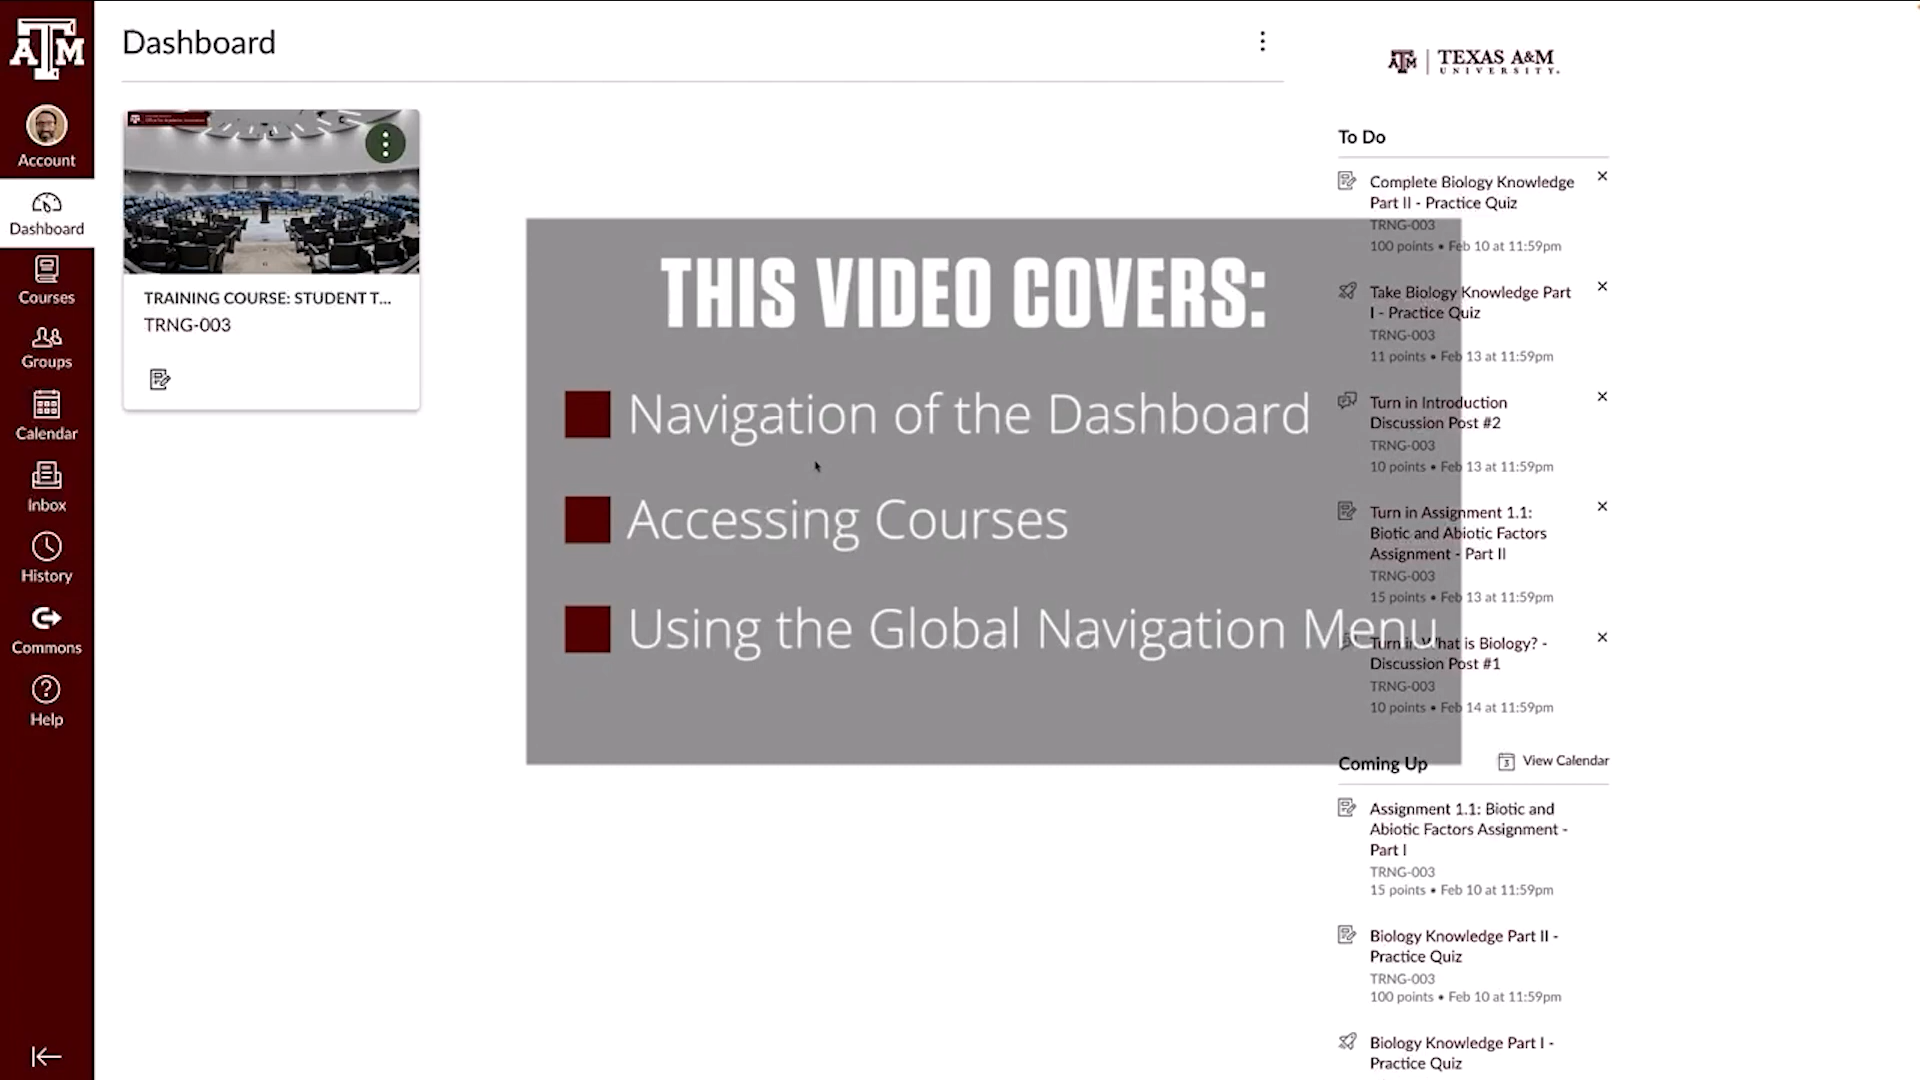 ATM
Account
Dashboard
Courses
Groups
Calendar
Inbox
History
Commons
Help
Dashboard
TRAINING COURSE: STUDENT T...
TRNG-003
THIS VIDEO COVERS:
Navigation of the Dashboard
Accessing Courses
Using the Global Navigation Menu
ATM | TEXAS A&M
UNIVERSITY.
To Do
Complete Biology Knowledge
Part II - Practice Quiz
TRNG-003
100 points • Feb 10 at 11:59pm
Take Biology Knowledge Part
I - Practice Quiz
TRNG-003
11 points • Feb 13 at 11:59pm
Turn in Introduction
Discussion Post #2
TRNG-003
10 points • Feb 13 at 11:59pm
Turn in Assignment 1.1:
Biotic and Abiotic Factors
Assignment - Part II
TRNG-003
15 points • Feb 13 at 11:59pm
Turn in What is Biology? -
Discussion Post #1
TRNG-003
10 points • Feb 14 at 11:59pm
Coming Up
3 View Calendar
Assignment 1.1: Biotic and
Abiotic Factors Assignment -
Part I
TRNG-003
15 points • Feb 10 at 11:59pm
Biology Knowledge Part II -
Practice Quiz
TRNG-003
100 points • Feb 10 at 11:59pm
Biology Knowledge Part I -
Practice Quiz